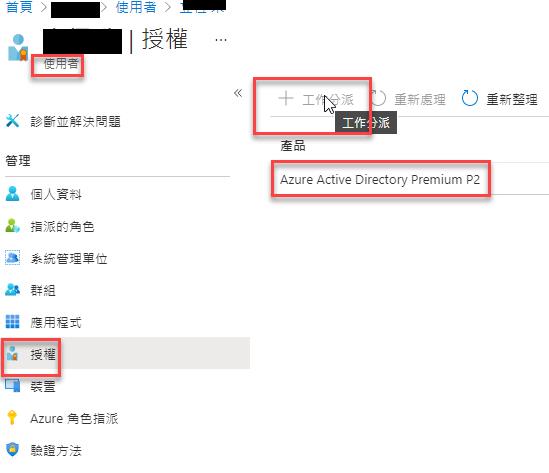 首頁 > > 使用者 >
| 授權 ...
使用者
«
+ 工作分派 重新處理 重新整理
工作分派
診斷並解決問題
管理
產品
Azure Active Directory Premium P2
個人資料
指派的角色
系統管理單位
群組
應用程式
授權
裝置
Azure 角色指派
驗證方法